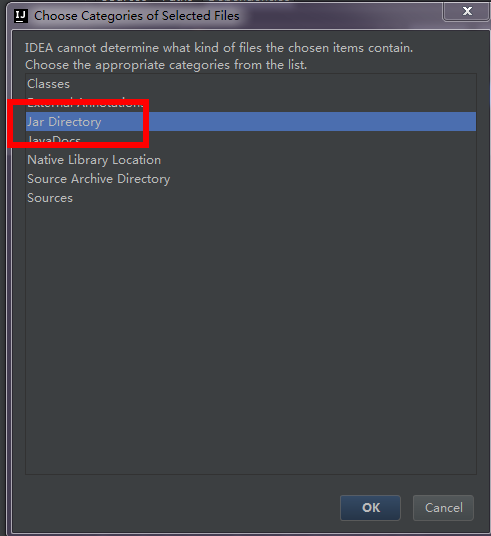 IJ Choose Categories of Selected Files
IDEA cannot determine what kind of files the chosen items contain.
Choose the appropriate categories from the list.
Classes
External Annotations
Jar Directory
JavaDocs
Native Library Location
Source Archive Directory
Sources
OK
Cancel